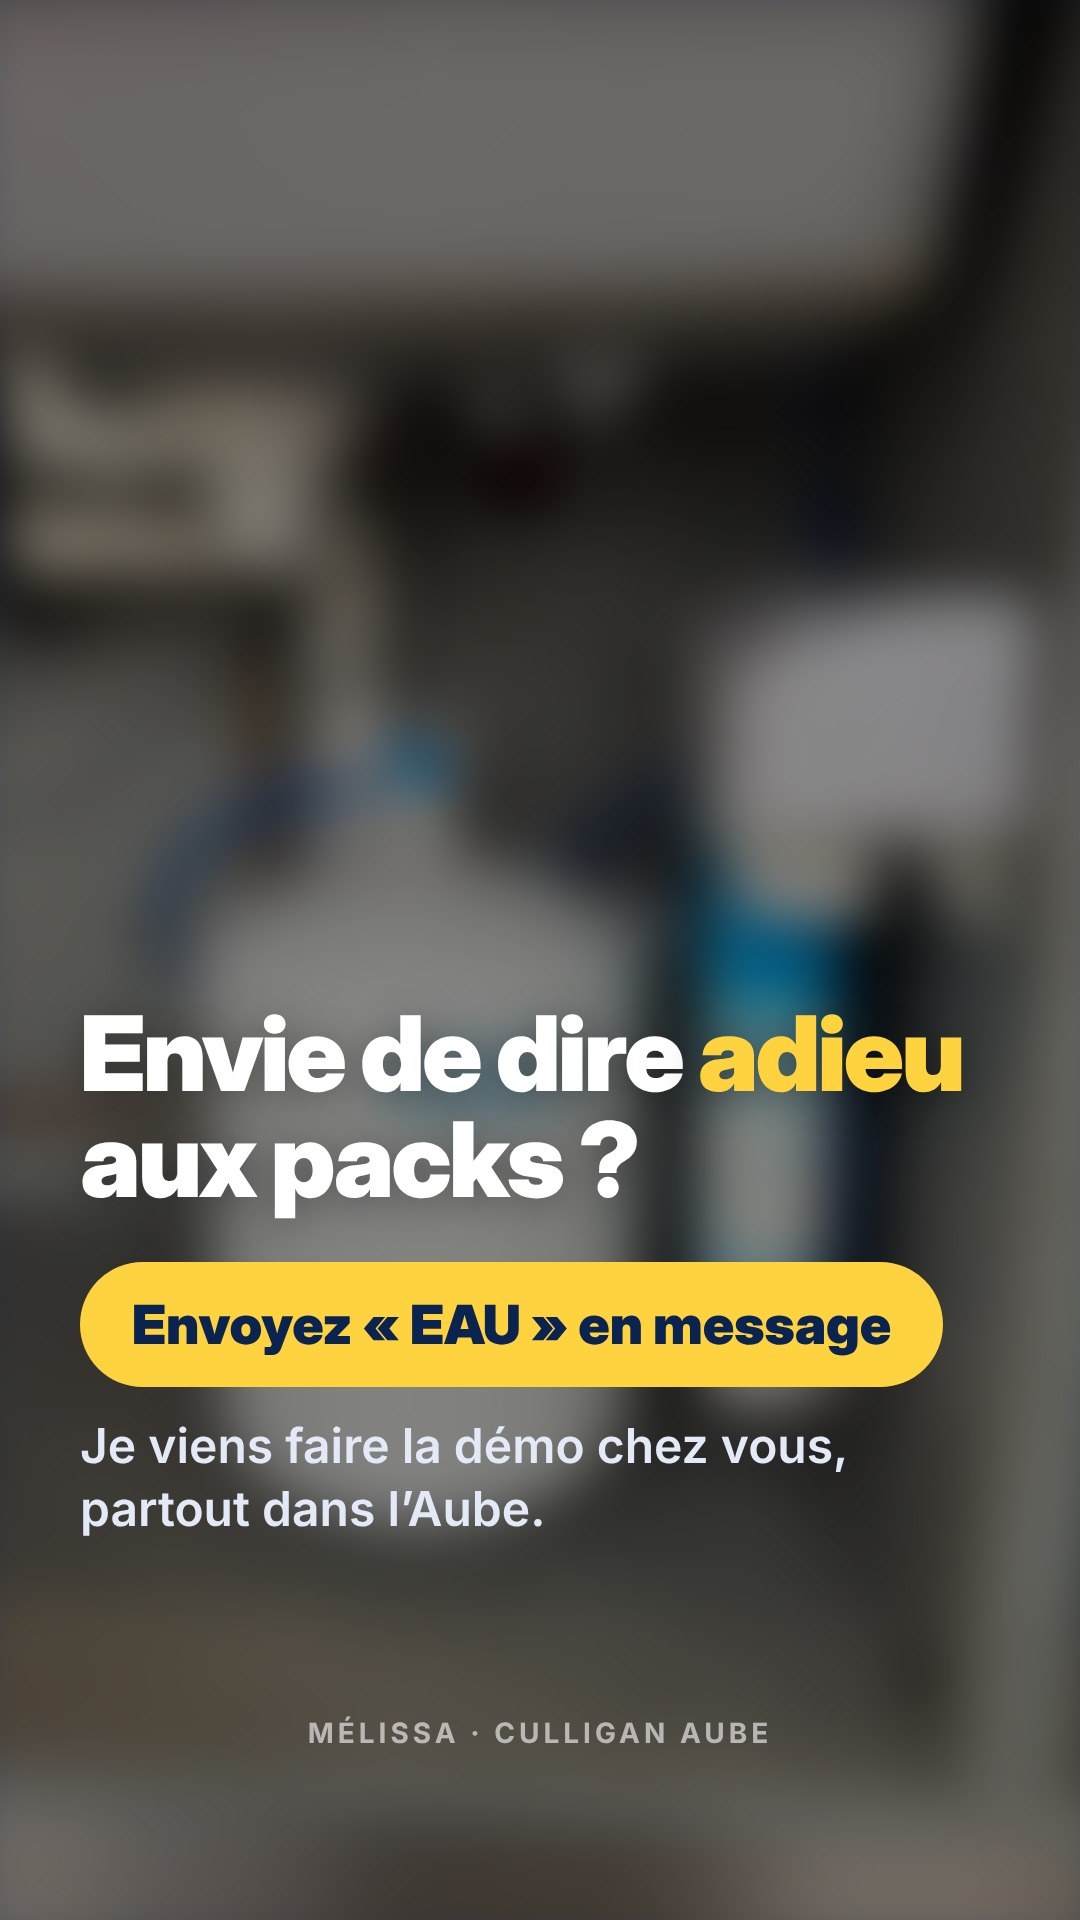 Envie de dire adieu
aux packs ?
Envoyez « EAU » en message
Je viens faire la démo chez vous,
partout dans l’Aube.
MÉLISSA · CULLIGAN AUBE